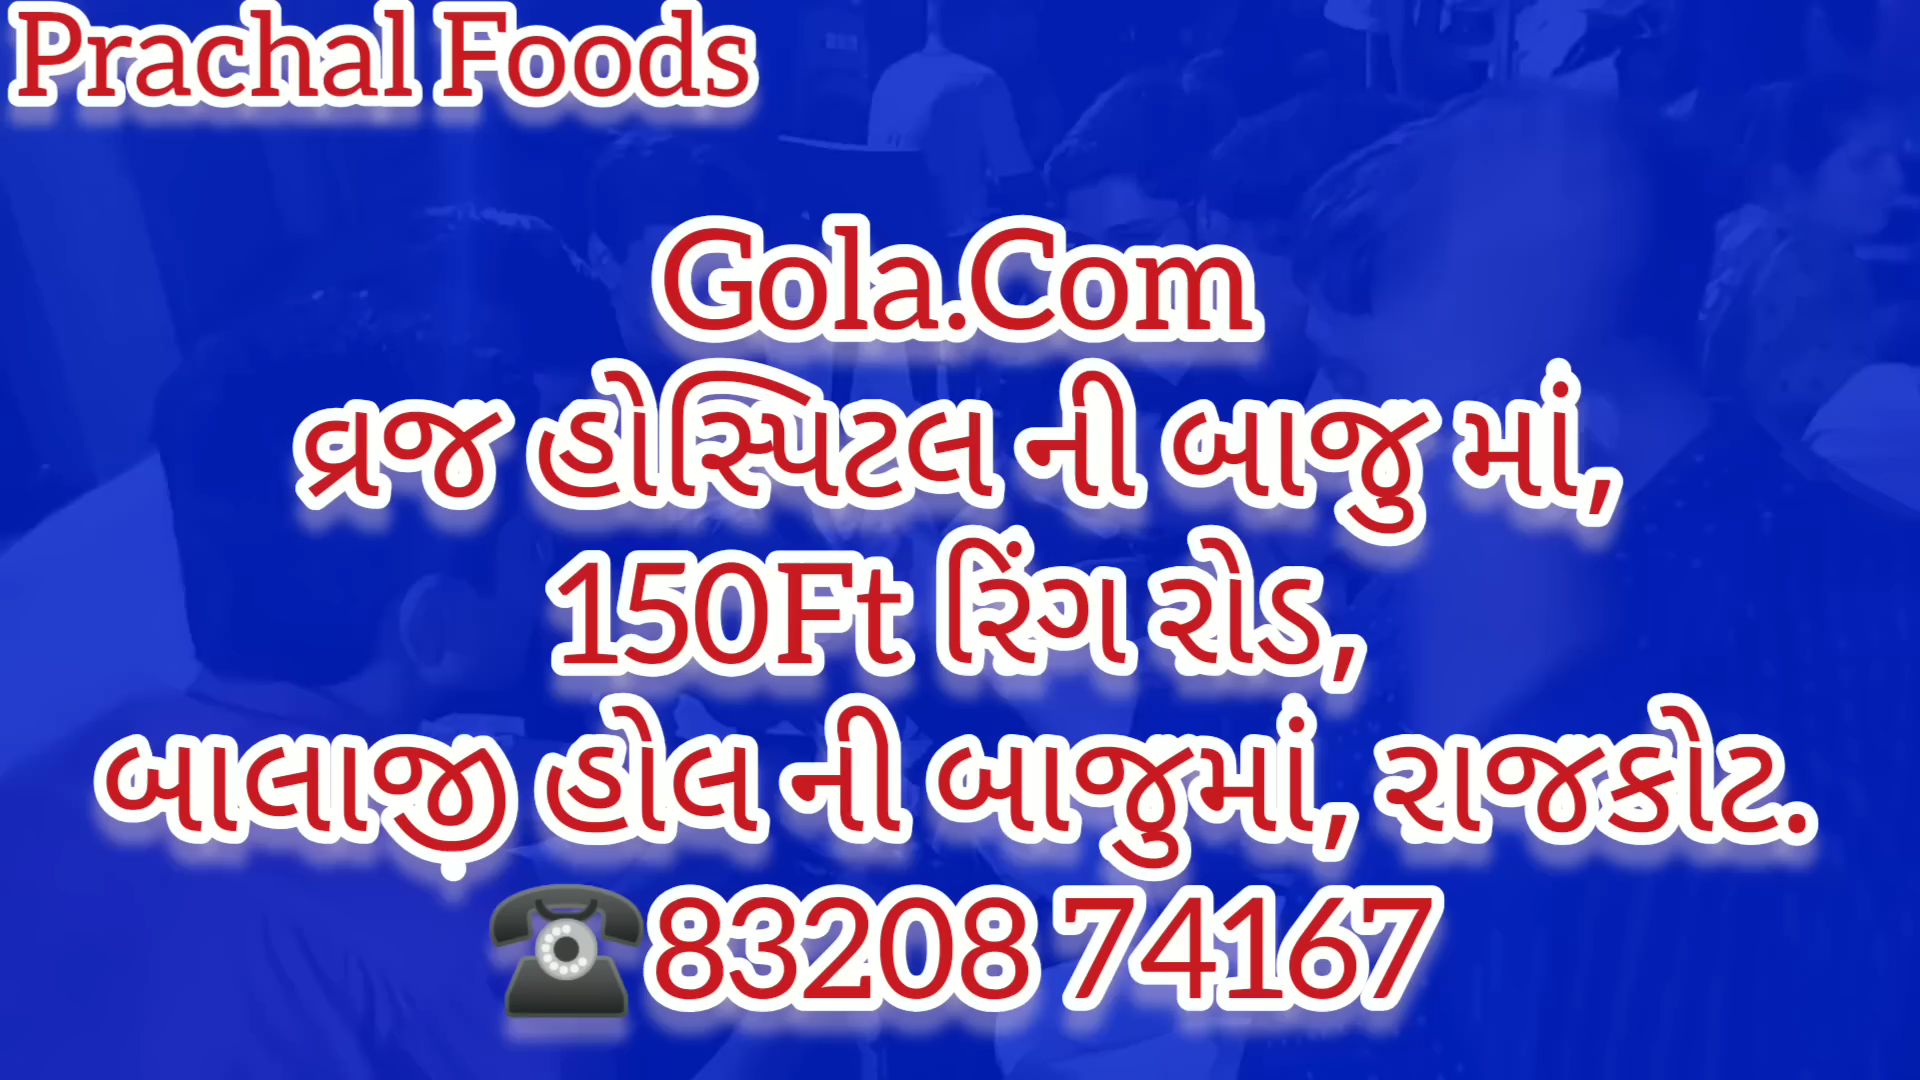 Prachal Foods
Gola.Com
વ્રજ હોસ્પિટલ ની બાજુ માં,
150Ft રિંગ રોડ,
બાલાજી હોલ ની બાજુમાં, રાજકોટ.
☎83208 74167